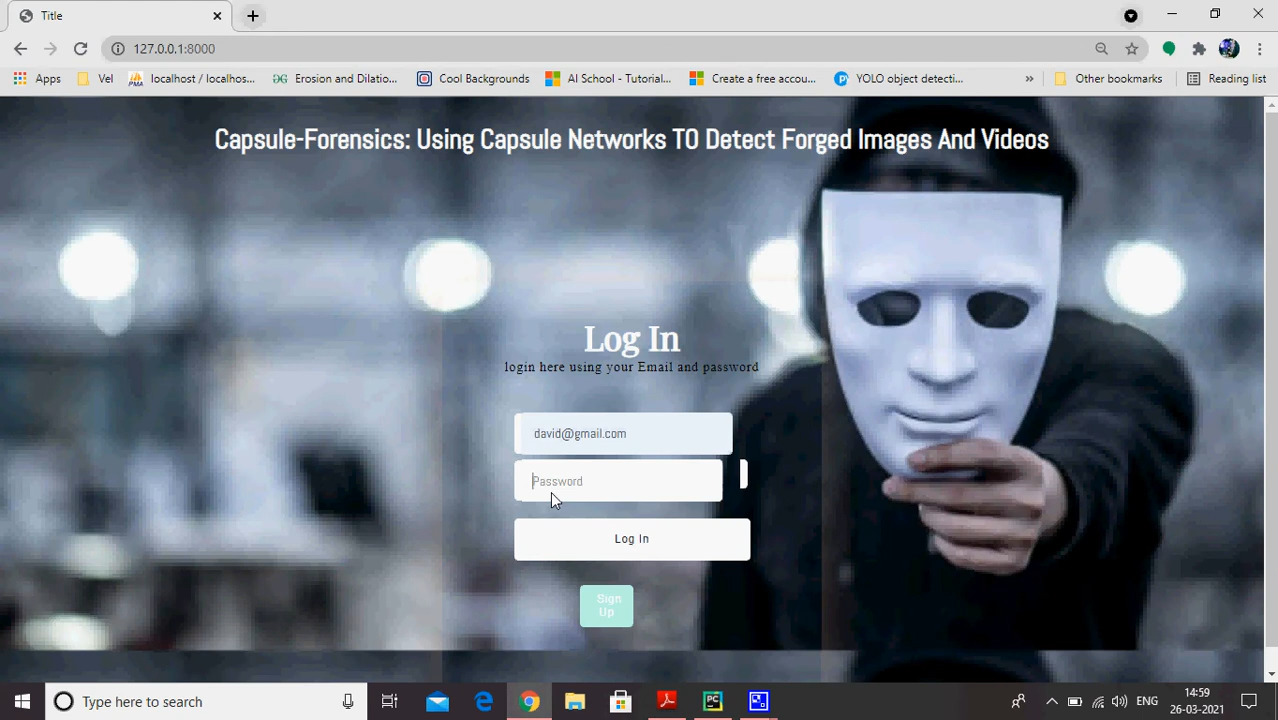 Title
127.0.0.1:8000
Apps Vel localhost / localhos... Erosion and Dilatio... Cool Backgrounds AI School - Tutorial... Create a free accou... YOLO object detecti... » Other bookmarks Reading list
Capsule-Forensics: Using Capsule Networks TO Detect Forged Images And Videos
Log In
login here using your Email and password
david@gmail.com
Password
Log In
Sign
Up
Type here to search
ENG
14:59
26-03-2021